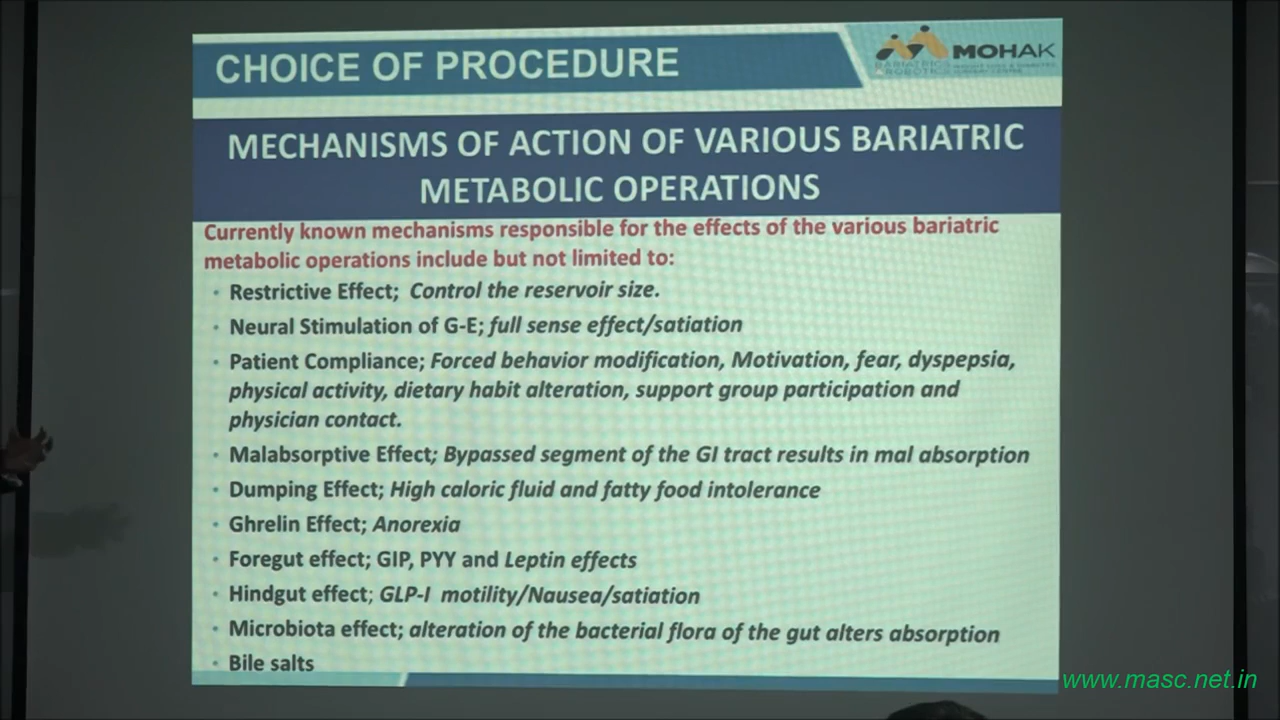 CHOICE OF PROCEDURE
MOHAK
BARIATRICS
& ROBOTICS
MECHANISMS OF ACTION OF VARIOUS BARIATRIC
METABOLIC OPERATIONS
Currently known mechanisms responsible for the effects of the various bariatric
metabolic operations include but not limited to:
• Restrictive Effect; Control the reservoir size.
• Neural Stimulation of G-E; full sense effect/satiation
• Patient Compliance; Forced behavior modification, Motivation, fear, dyspepsia,
physical activity, dietary habit alteration, support group participation and
physician contact.
• Malabsorptive Effect; Bypassed segment of the GI tract results in mal absorption
• Dumping Effect; High caloric fluid and fatty food intolerance
• Ghrelin Effect; Anorexia
• Foregut effect; GIP, PYY and Leptin effects
• Hindgut effect; GLP-I motility/Nausea/satiation
• Microbiota effect; alteration of the bacterial flora of the gut alters absorption
• Bile salts
www.masc.net.in